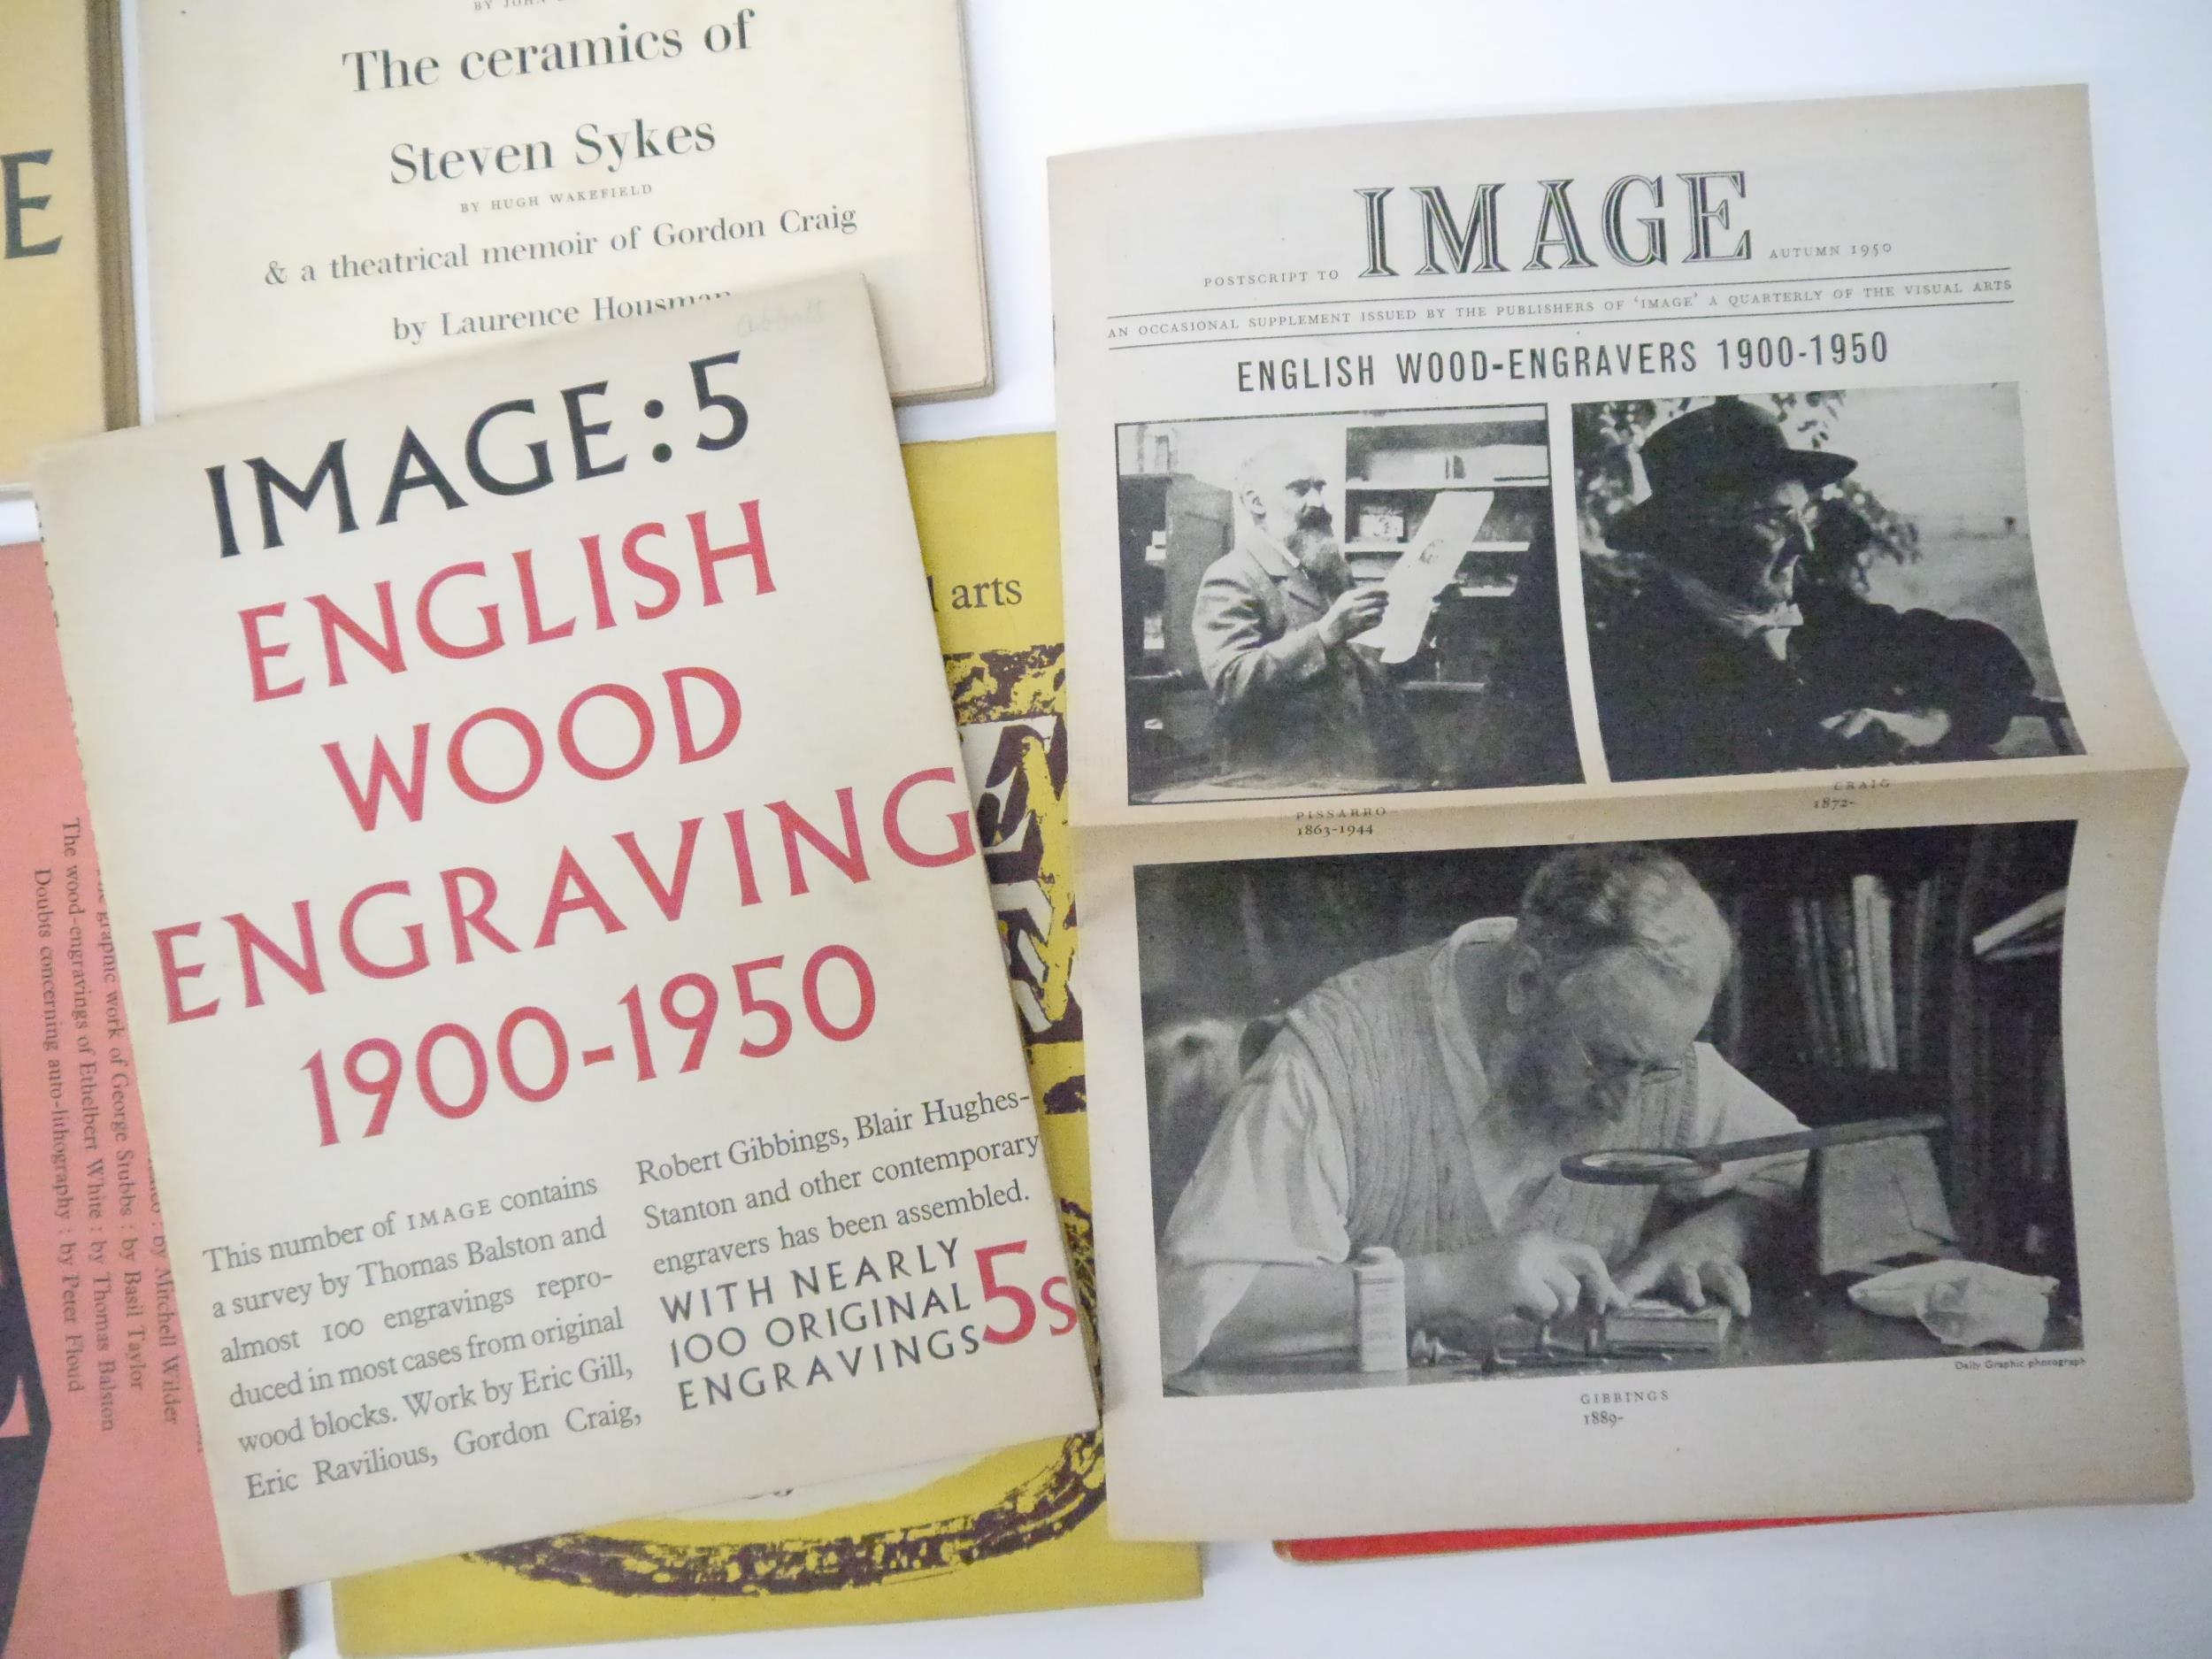 E
The ceramics of
Steven Sykes
BY HUGH WAKEFIELD
& a theatrical memoir of Gordon Craig
by Laurence Housman
IMAGE:5
ENGLISH
WOOD
ENGRAVING
1900-1950
This number of IMAGE contains
a survey by Thomas Balston and
almost 100 engravings repro-
duced in most cases from original
wood blocks. Work by Eric Gill,
Eric Ravilious, Gordon Craig,
Robert Gibbings, Blair Hughes-
Stanton and other contemporary
engravers has been assembled.
WITH NEARLY
100 ORIGINAL
ENGRAVINGS
5s
arts
by Mitchell Wilder
graphic work of George Stubbs : by Basil Taylor
The wood-engravings of Ethelbert White : by Thomas Balston
Doubts concerning auto-lithography : by Peter Floud
POSTSCRIPT TO IMAGE AUTUMN 1950
AN OCCASIONAL SUPPLEMENT ISSUED BY THE PUBLISHERS OF 'IMAGE' A QUARTERLY OF THE VISUAL ARTS
ENGLISH WOOD-ENGRAVERS 1900-1950
PISSARRO
1863-1944
CRAIG
1872-
Daily Graphic photograph
GIBBINGS
1889-